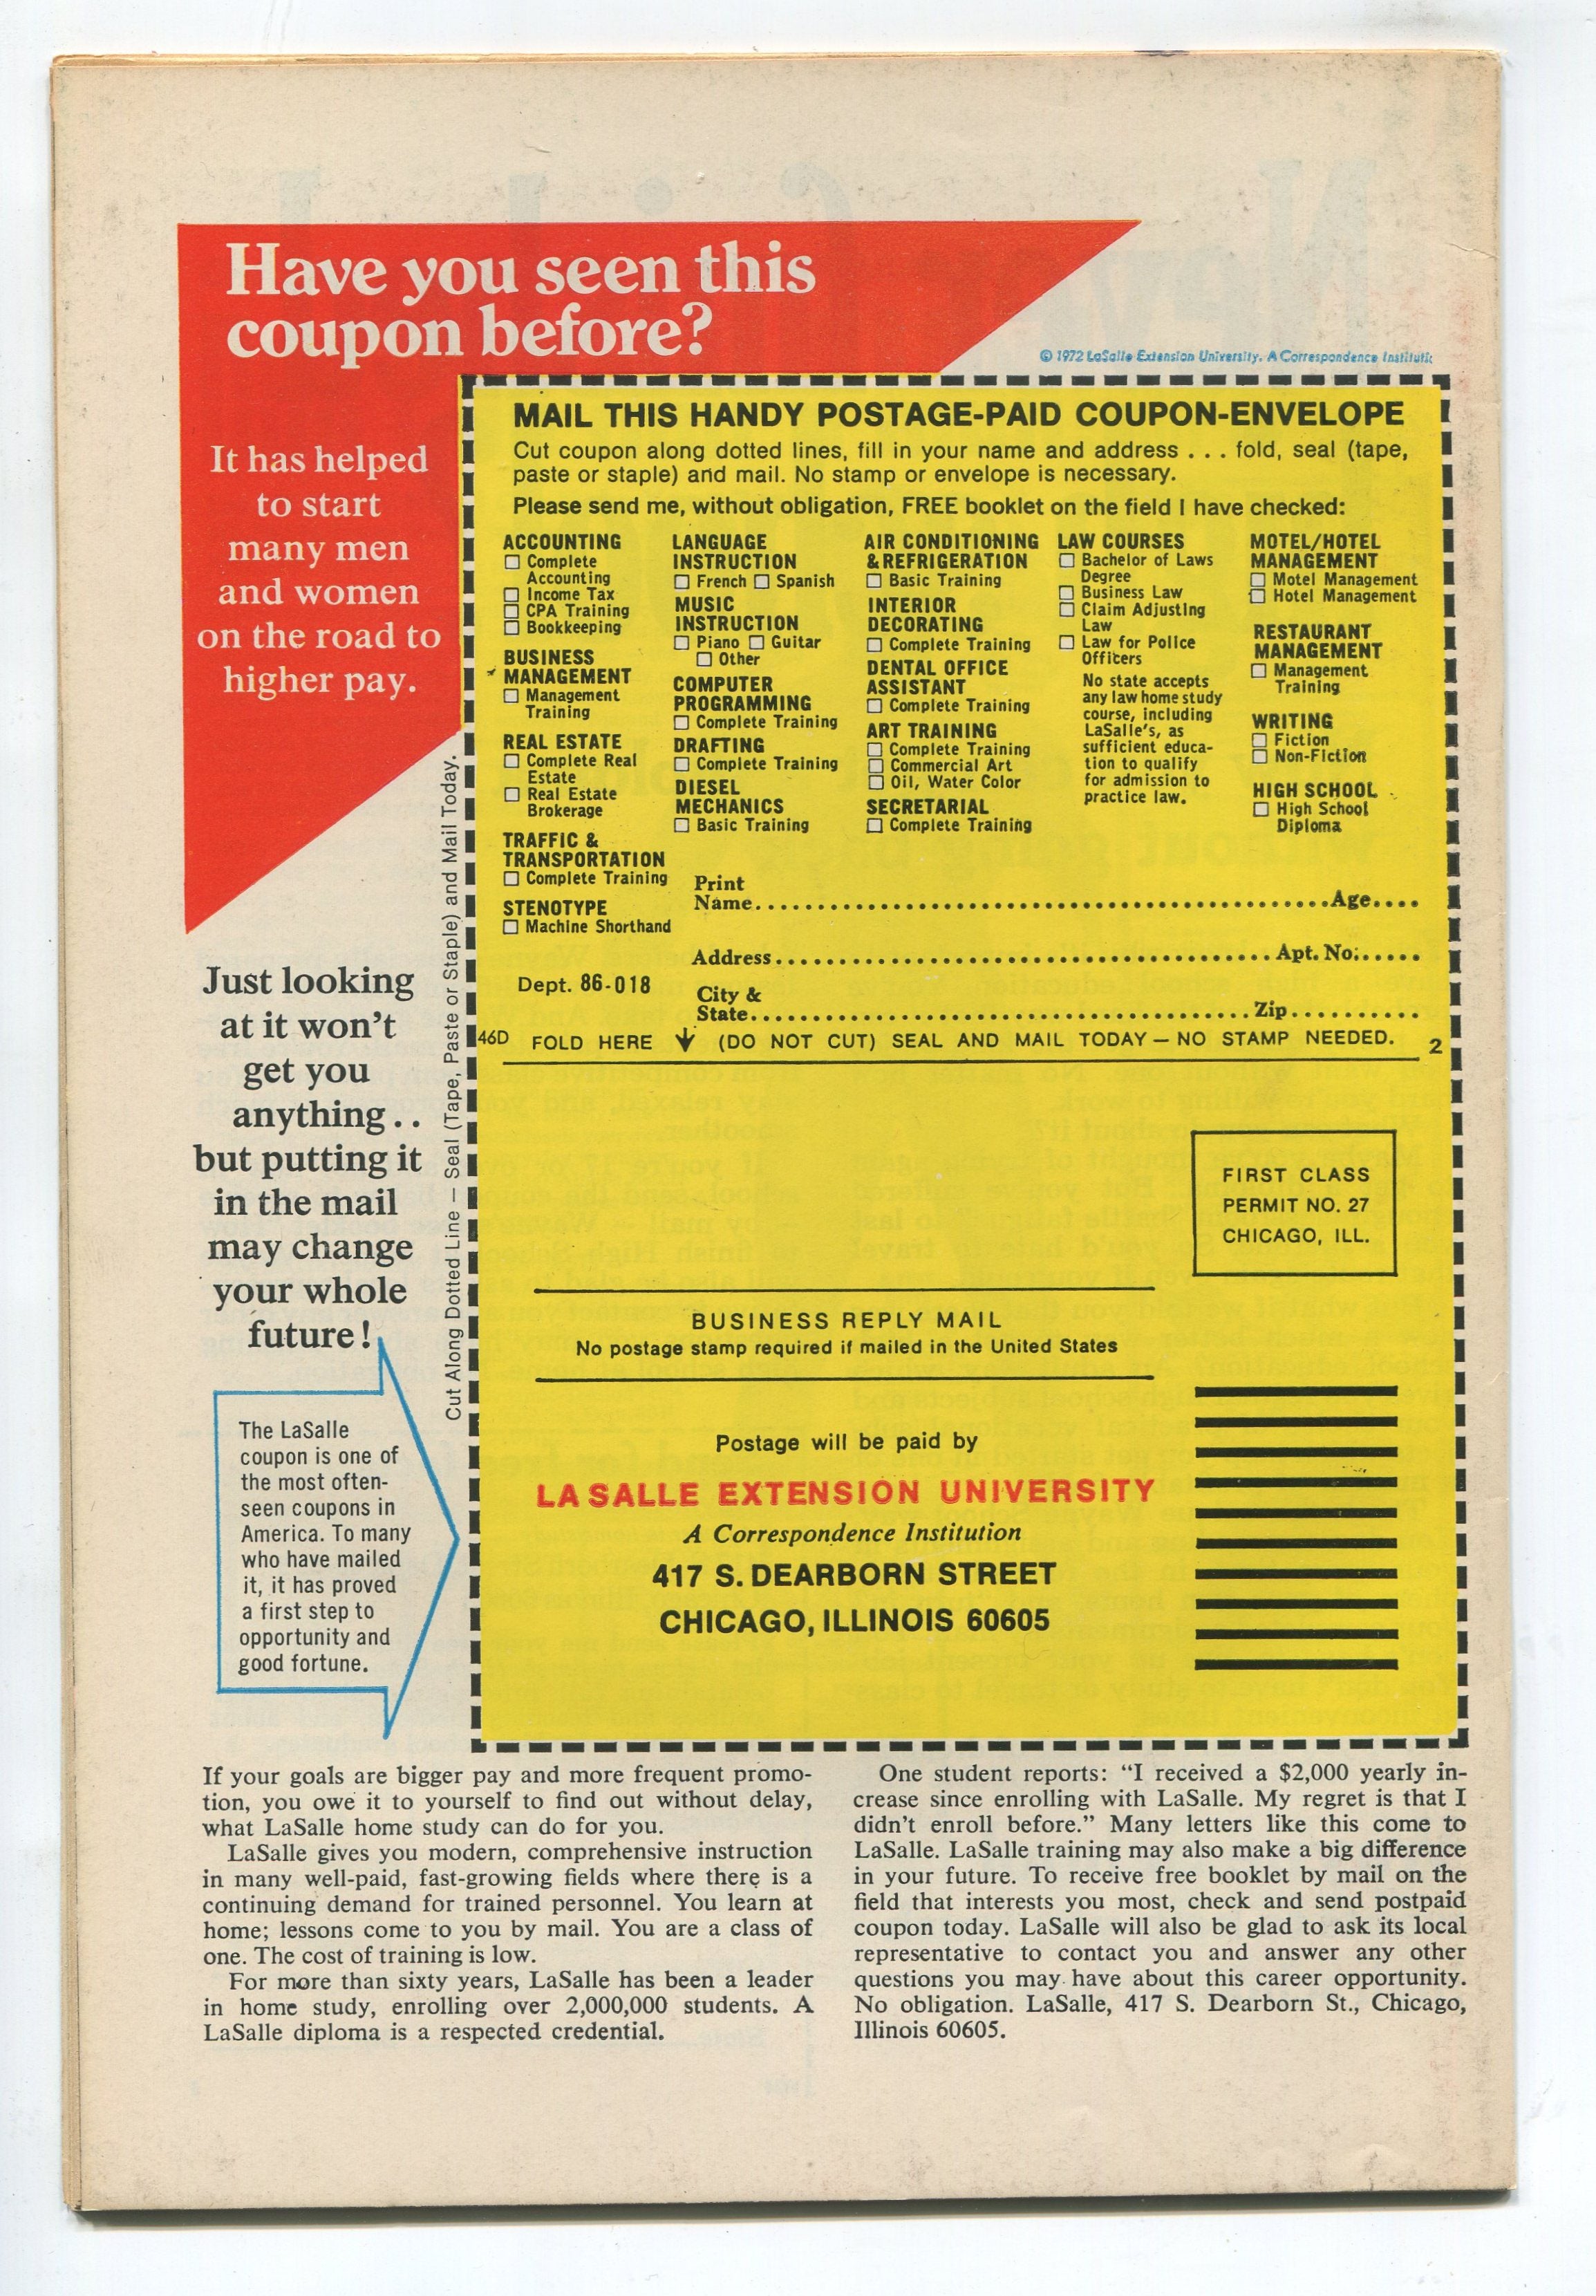 Have you seen this
coupon before?
© 1972 LaSalle Extension University. A Correspondence
It has helped
to start
many men
and women
on the road to
higher pay.
MAIL THIS HANDY POSTAGE-PAID COUPON-ENVELOPE
Cut coupon along dotted lines, fill in your name and address . . . fold, seal (tape,
paste or staple) and mail. No stamp or envelope is necessary.
Please send me, without obligation, FREE booklet on the field I have checked:
ACCOUNTING
Complete
Accounting
Income Tax
CPA Training
Bookkeeping
BUSINESS
MANAGEMENT
Management
Training
REAL ESTATE
Complete Real
Estate
Real Estate
Brokerage
TRAFFIC &
TRANSPORTATION
Complete Training
STENOTYPE
Machine Shorthand
LANGUAGE
INSTRUCTION
French Spanish
MUSIC
INSTRUCTION
Piano Guitar
Other
COMPUTER
PROGRAMMING
Complete Training
DRAFTING
Complete Training
DIESEL
MECHANICS
Basic Training
AIR CONDITIONING
& REFRIGERATION
Basic Training
INTERIOR
DECORATING
Complete Training
DENTAL OFFICE
ASSISTANT
Complete Training
ART TRAINING
Complete Training
Commercial Art
Oil, Water Color
SECRETARIAL
Complete Training
LAW COURSES
Bachelor of Laws
Degree
Business Law
Claim Adjusting
Law
Law for Police
Officers
No state accepts
any law home study
course, including
LaSalle's, as
sufficient educa-
tion to qualify
for admission to
practice law.
MOTEL/HOTEL
MANAGEMENT
Motel Management
Hotel Management
RESTAURANT
MANAGEMENT
Management
Training
WRITING
Fiction
Non-Fiction
HIGH SCHOOL
High School
Diploma
Print
Name.............................................Age....
Address.......................................Apt. No:.....
Dept. 86-018
City &
State.........................................Zip..........
46D FOLD HERE ↓ (DO NOT CUT) SEAL AND MAIL TODAY — NO STAMP NEEDED. 2
Cut Along Dotted Line — Seal (Tape, Paste or Staple) and Mail Today.
Just looking
at it won't
get you
anything . .
but putting it
in the mail
may change
your whole
future!
The LaSalle
coupon is one of
the most often-
seen coupons in
America. To many
who have mailed
it, it has proved
a first step to
opportunity and
good fortune.
FIRST CLASS
PERMIT NO. 27
CHICAGO, ILL.
BUSINESS REPLY MAIL
No postage stamp required if mailed in the United States
Postage will be paid by
LA SALLE EXTENSION UNIVERSITY
A Correspondence Institution
417 S. DEARBORN STREET
CHICAGO, ILLINOIS 60605
If your goals are bigger pay and more frequent promo-
tion, you owe it to yourself to find out without delay,
what LaSalle home study can do for you.
LaSalle gives you modern, comprehensive instruction
in many well-paid, fast-growing fields where there is a
continuing demand for trained personnel. You learn at
home; lessons come to you by mail. You are a class of
one. The cost of training is low.
For more than sixty years, LaSalle has been a leader
in home study, enrolling over 2,000,000 students. A
LaSalle diploma is a respected credential.
One student reports: "I received a $2,000 yearly in-
crease since enrolling with LaSalle. My regret is that I
didn't enroll before." Many letters like this come to
LaSalle. LaSalle training may also make a big difference
in your future. To receive free booklet by mail on the
field that interests you most, check and send postpaid
coupon today. LaSalle will also be glad to ask its local
representative to contact you and answer any other
questions you may have about this career opportunity.
No obligation. LaSalle, 417 S. Dearborn St., Chicago,
Illinois 60605.